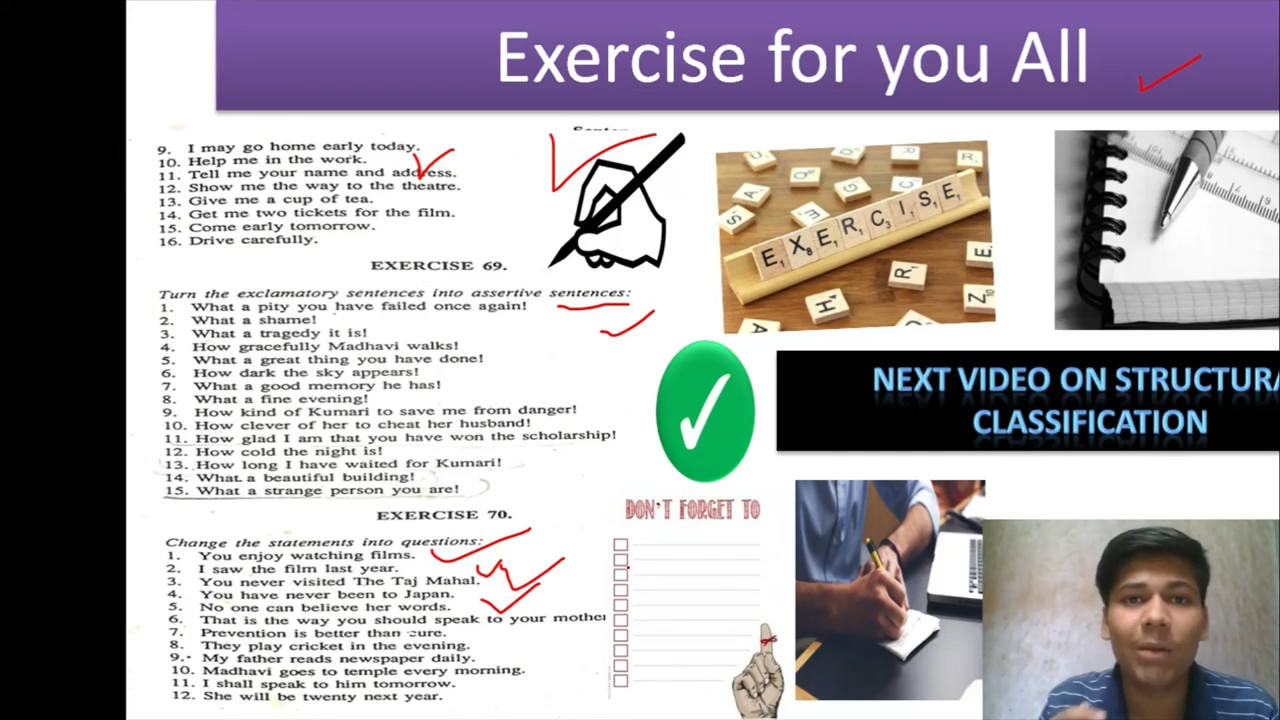 Exercise for you All
9. I may go home early today.
10. Help me in the work.
11. Tell me your name and address.
12. Show me the way to the theatre.
13. Give me a cup of tea.
14. Get me two tickets for the film.
15. Come early tomorrow.
16. Drive carefully.
EXERCISE 69.
Turn the exclamatory sentences into assertive sentences:
1. What a pity you have failed once again!
2. What a shame!
3. What a tragedy it is!
4. How gracefully Madhavi walks!
5. What a great thing you have done!
6. How dark the sky appears!
7. What a good memory he has!
8. What a fine evening!
9. How kind of Kumari to save me from danger!
10. How clever of her to cheat her husband!
11. How glad I am that you have won the scholarship!
12. How cold the night is!
13. How long I have waited for Kumari!
14. What a beautiful building!
15. What a strange person you are!
EXERCISE 70.
Change the statements into questions:
1. You enjoy watching films.
2. I saw the film last year.
3. You never visited The Taj Mahal.
4. You have never been to Japan.
5. No one can believe her words.
6. That is the way you should speak to your mother
7. Prevention is better than cure.
8. They play cricket in the evening.
9. My father reads newspaper daily.
10. Madhavi goes to temple every morning.
11. I shall speak to him tomorrow.
12. She will be twenty next year.
EXERCISE
NEXT VIDEO ON STRUCTURA
CLASSIFICATION
DON'T FORGET TO